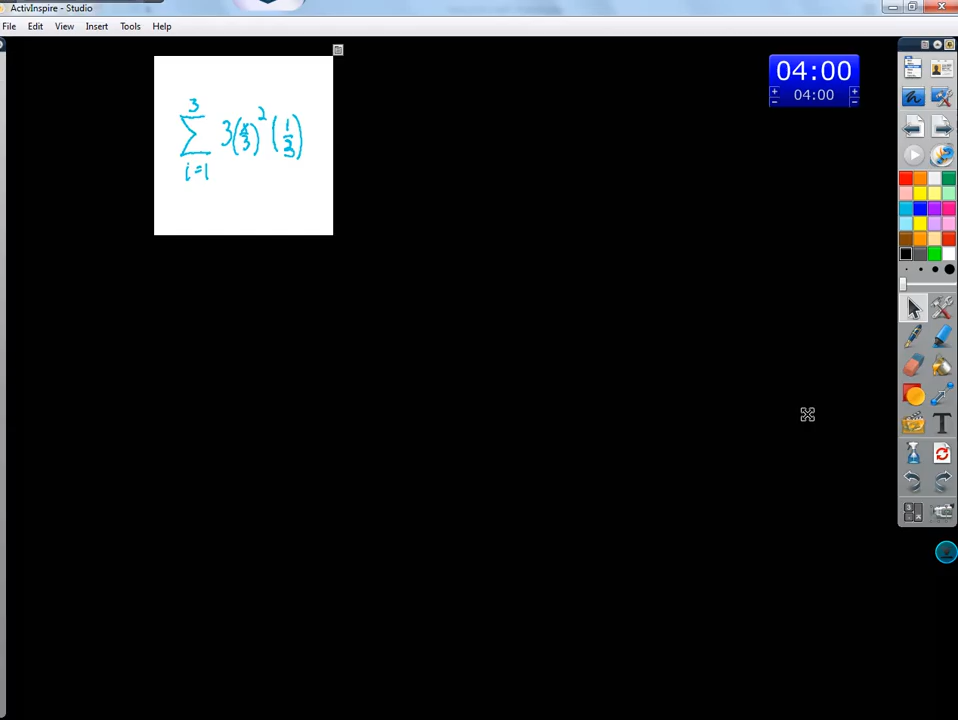 ActivInspire - Studio
File Edit View Insert Tools Help
04:00
04:00
3
∑ 3( /3)² (1/3)
i=1
T